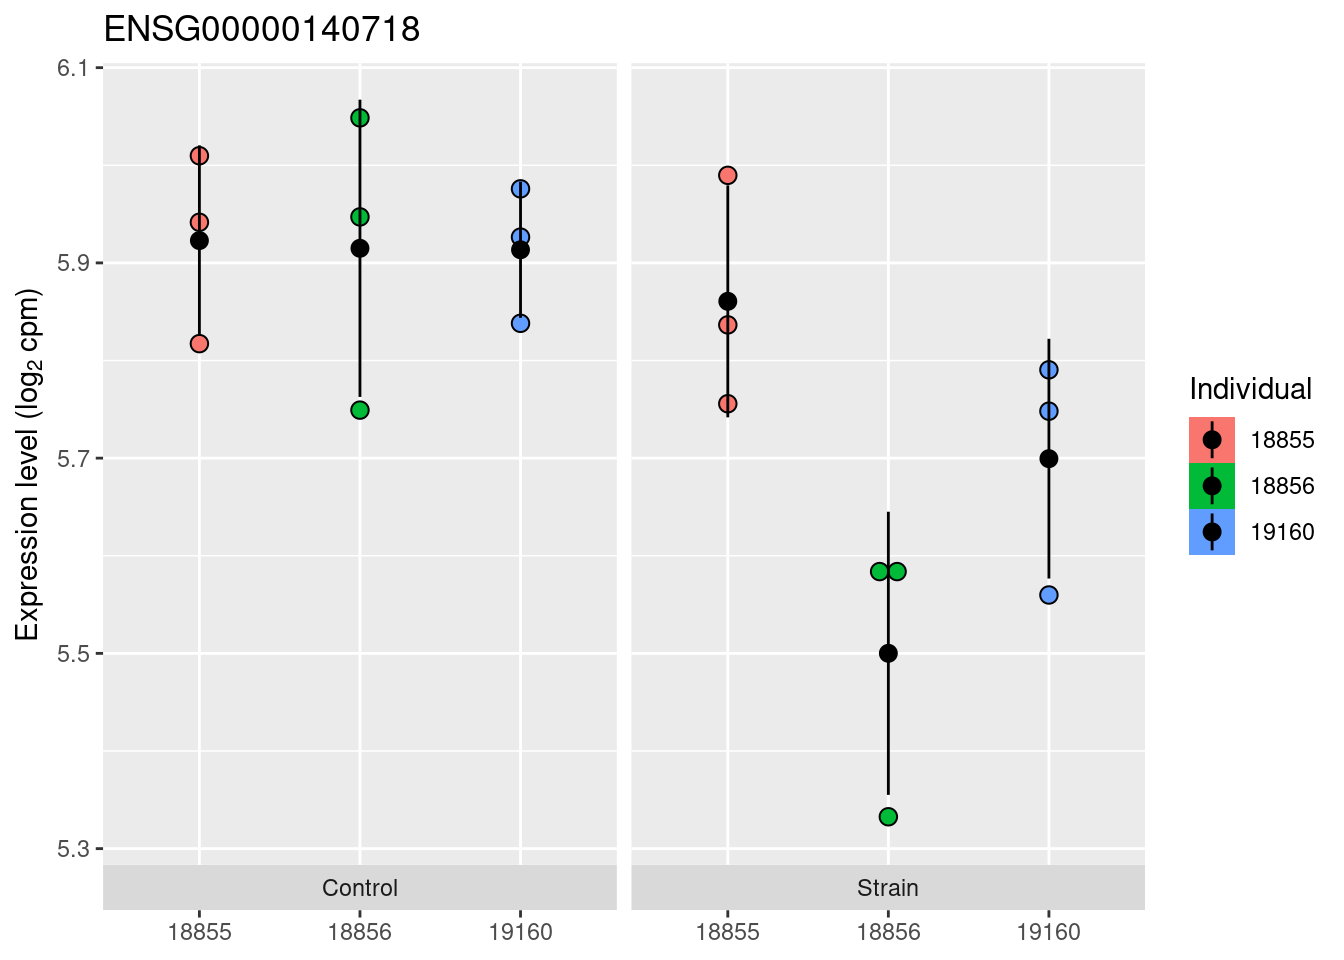 ENSG00000140718
Expression level (log₂ cpm)
6.1
5.9
5.7
5.5
5.3
Control
Strain
18855
18856
19160
18855
18856
19160
Individual
18855
18856
19160